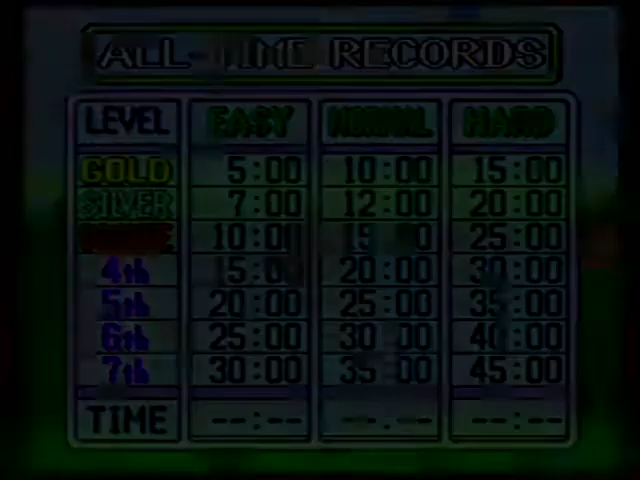 ALL-TIME RECORDS
LEVEL EASY NORMAL HARD
GOLD 5:00 10:00 15:00
SILVER 7:00 12:00 20:00
10:00 25:00
4th 15:00 20:00 30:00
5th 20:00 25:00 35:00
6th 25:00 30:00 40:00
7th 30:00 35:00 45:00
TIME --:-- --:-- --:--